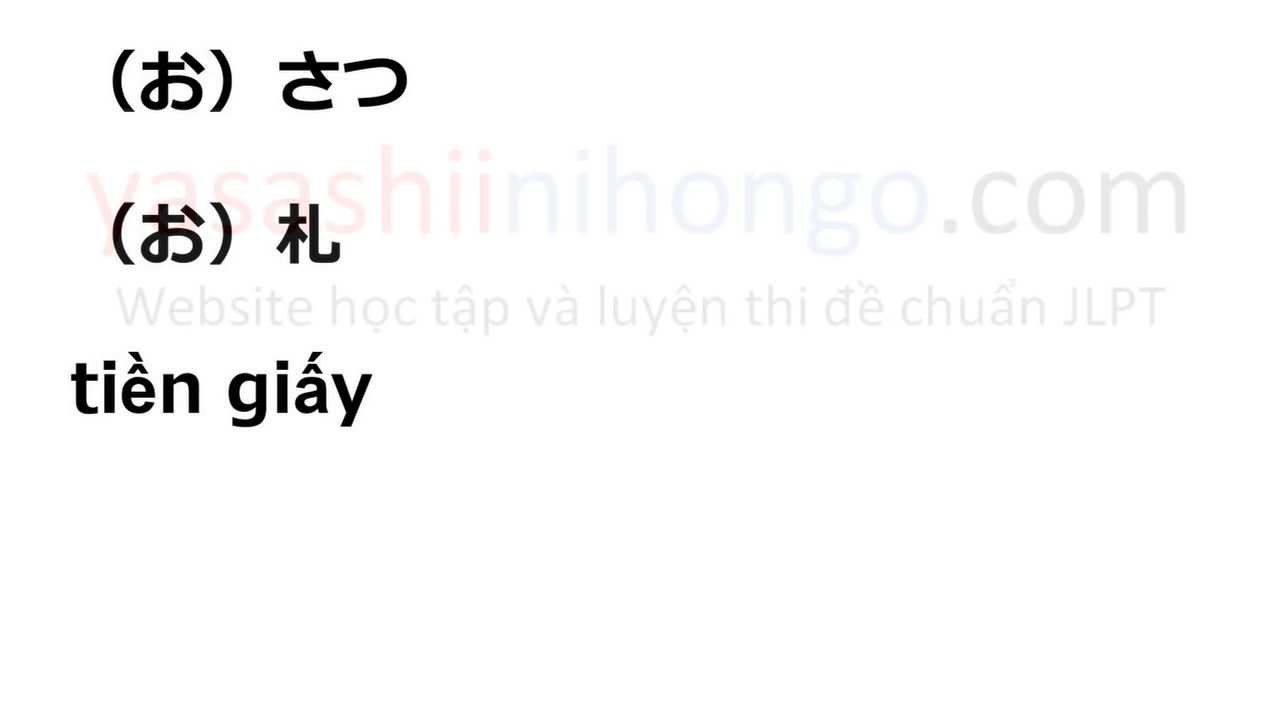 （お）さつ
yasashiinihongo.com
（お）札
Website học tập và luyện thi đề chuẩn JLPT
tiền giấy